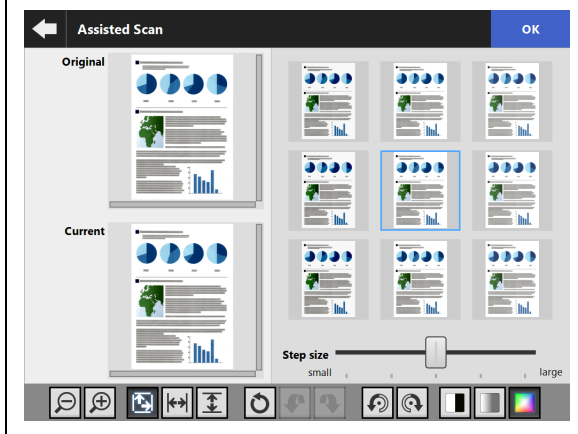 Assisted Scan
OK
Original
Current
Step size
small
large